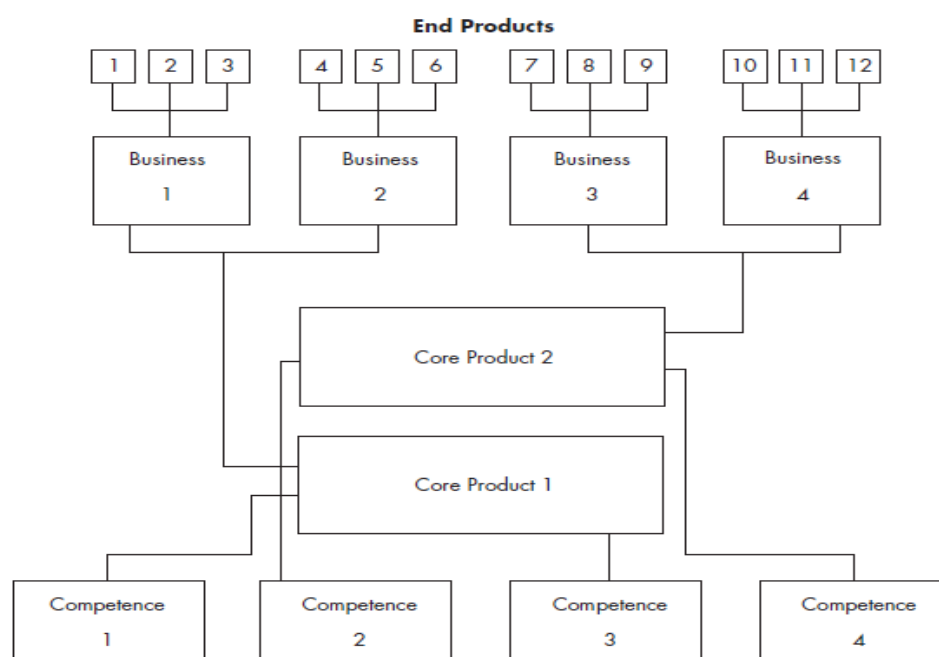 End Products
1 2 3 4 5 6 7 8 9 10 11 12
Business Business Business Business
1 2 3 4
Core Product 2
Core Product 1
Competence Competence Competence Competence
1 2 3 4